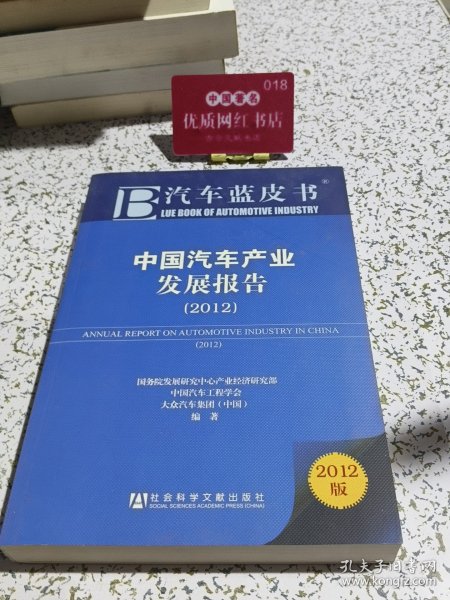 018
中国著名
优质网红书店
汽车蓝皮书®
BLUE BOOK OF AUTOMOTIVE INDUSTRY
中国汽车产业
发展报告
(2012)
ANNUAL REPORT ON AUTOMOTIVE INDUSTRY IN CHINA
(2012)
国务院发展研究中心产业经济研究部
中国汽车工程学会
大众汽车集团(中国)
编 著
2012
版
社会科学文献出版社
SOCIAL SCIENCES ACADEMIC PRESS (CHINA)
孔夫子旧书网
www.kongfz.com